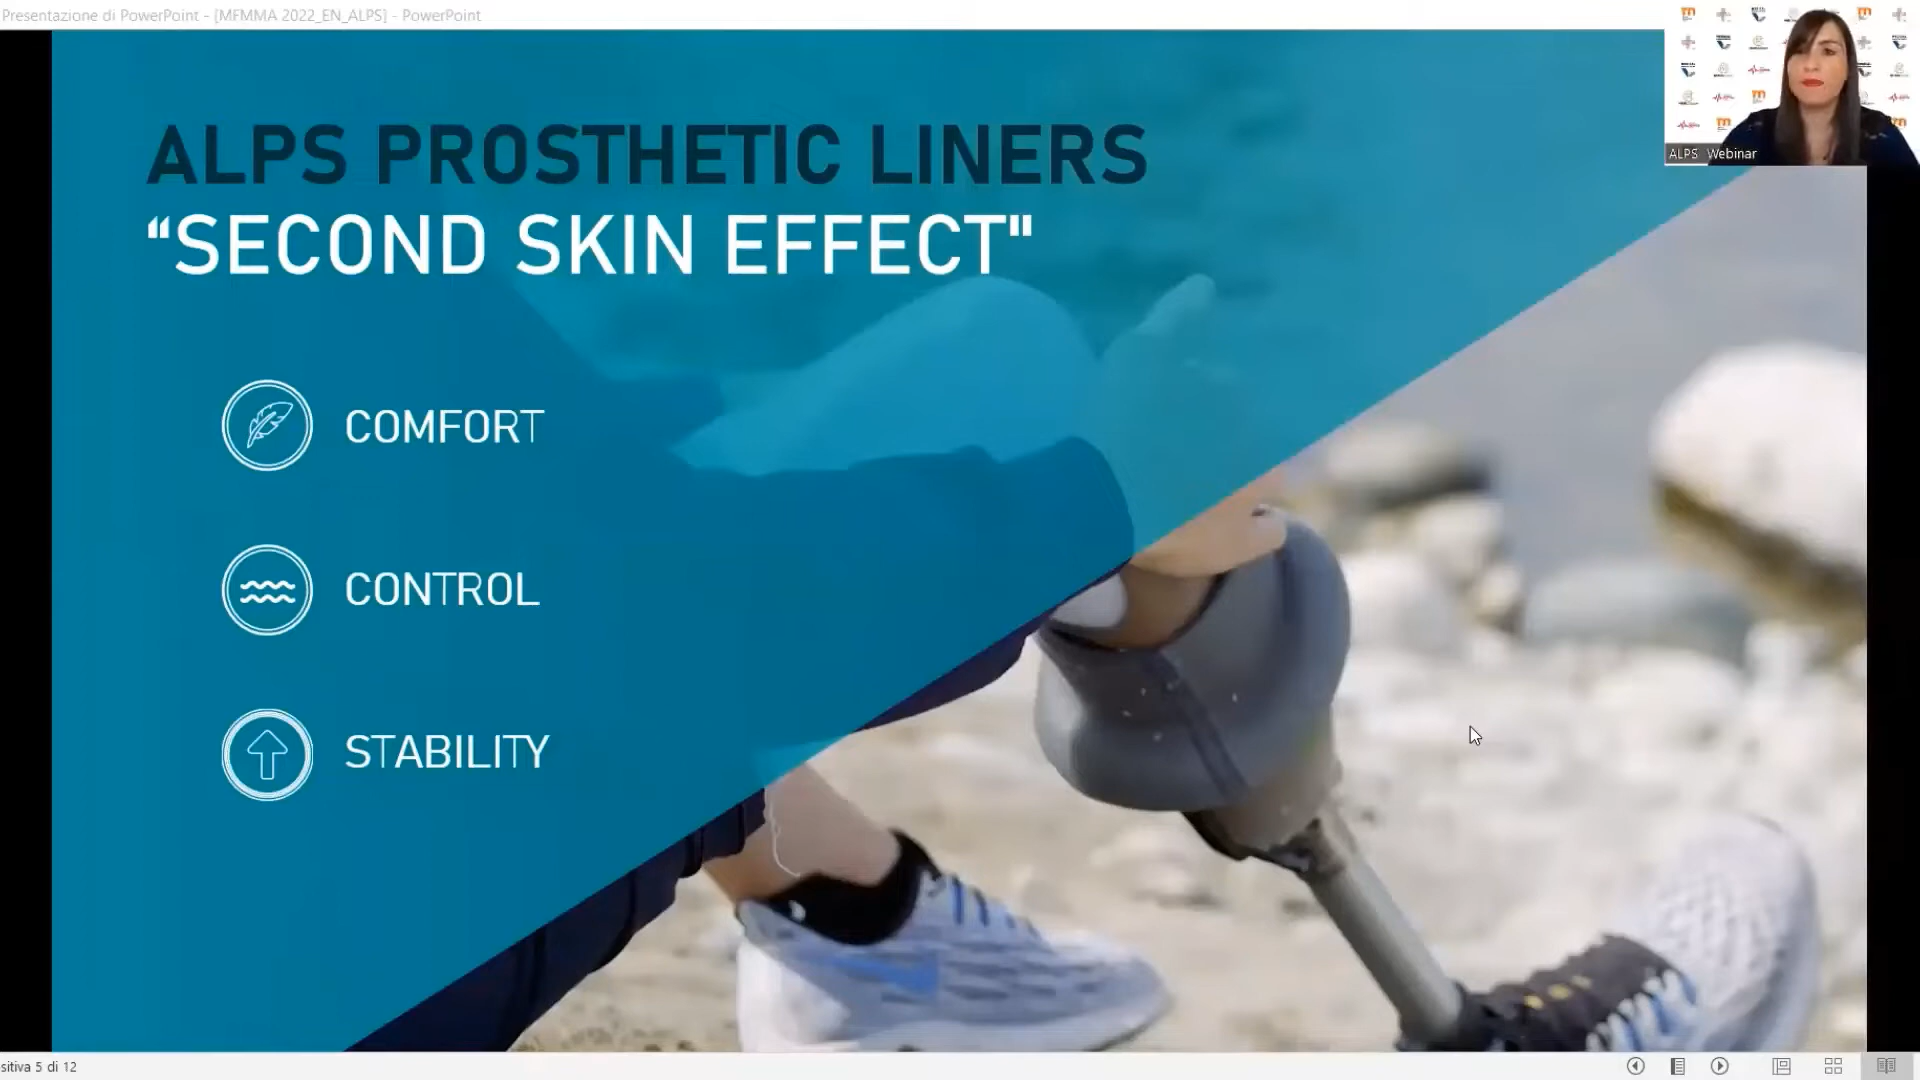 Presentazione di PowerPoint - [MFMMA 2022_EN_ALPS] - PowerPoint
ALPS Webinar
ALPS PROSTHETIC LINERS
“SECOND SKIN EFFECT"
COMFORT
CONTROL
STABILITY
sitiva 5 di 12